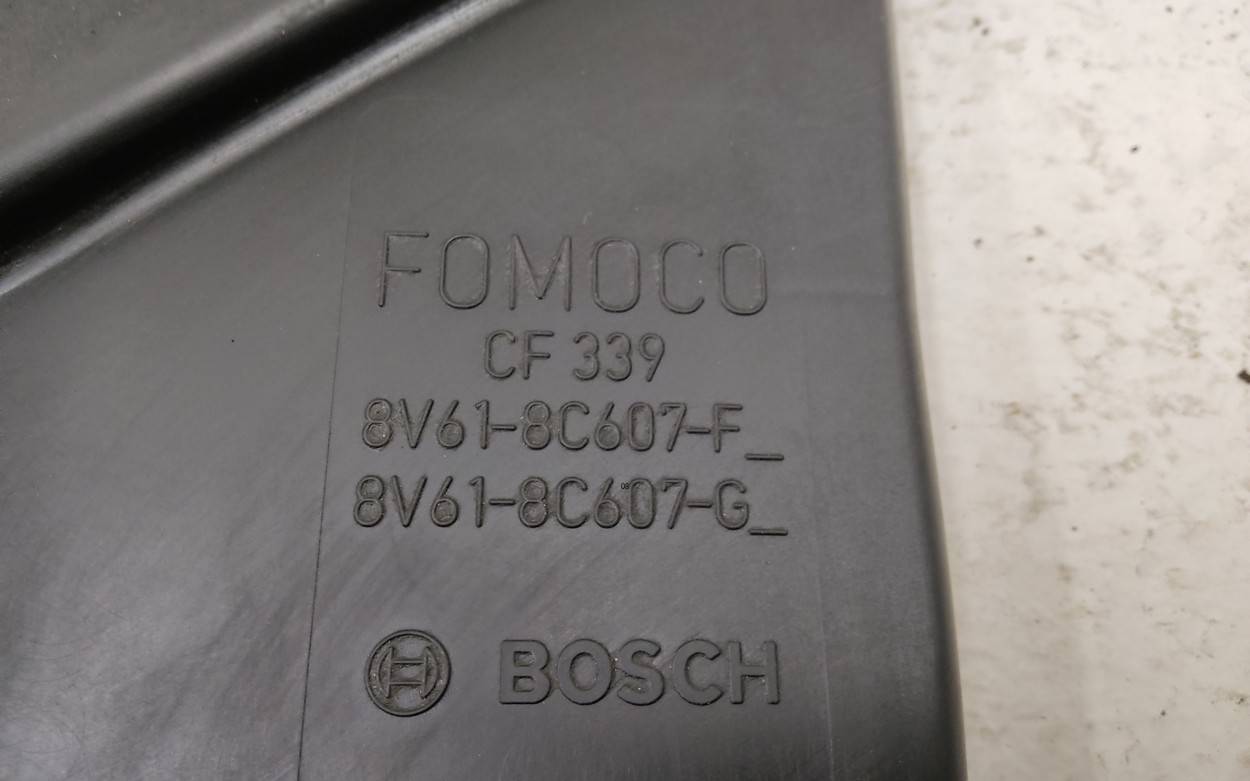 FOMOCO
CF 339
8V61-8C607-F_
8V61-8C607-G_
BOSCH